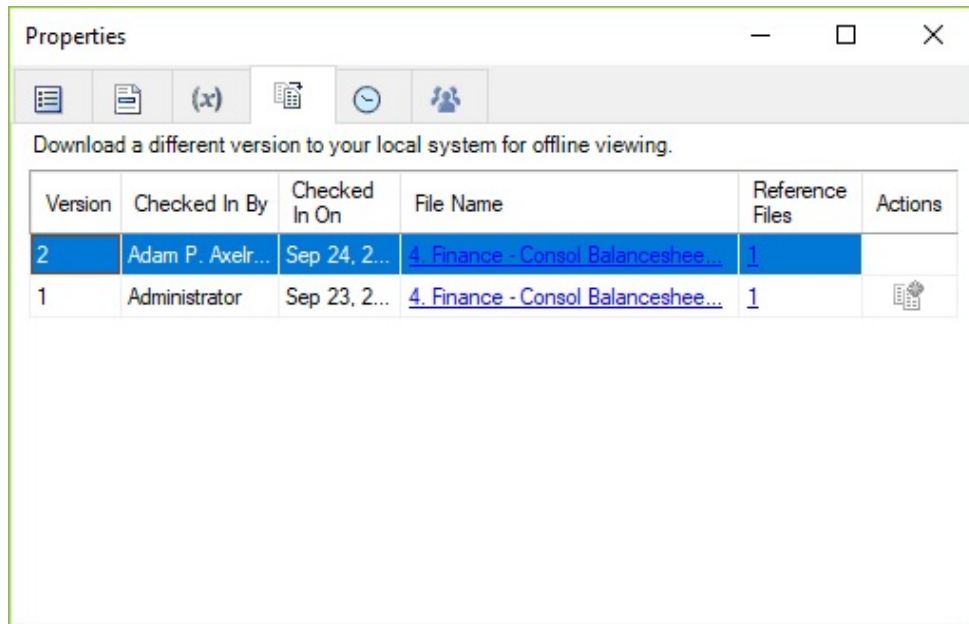 Properties
(x)
Download a different version to your local system for offline viewing.
Version Checked In By Checked In On File Name Reference Files Actions
2 Adam P. Axelr... Sep 24, 2... 4. Finance - Consol Balanceshee... 1
1 Administrator Sep 23, 2... 4. Finance - Consol Balanceshee... 1